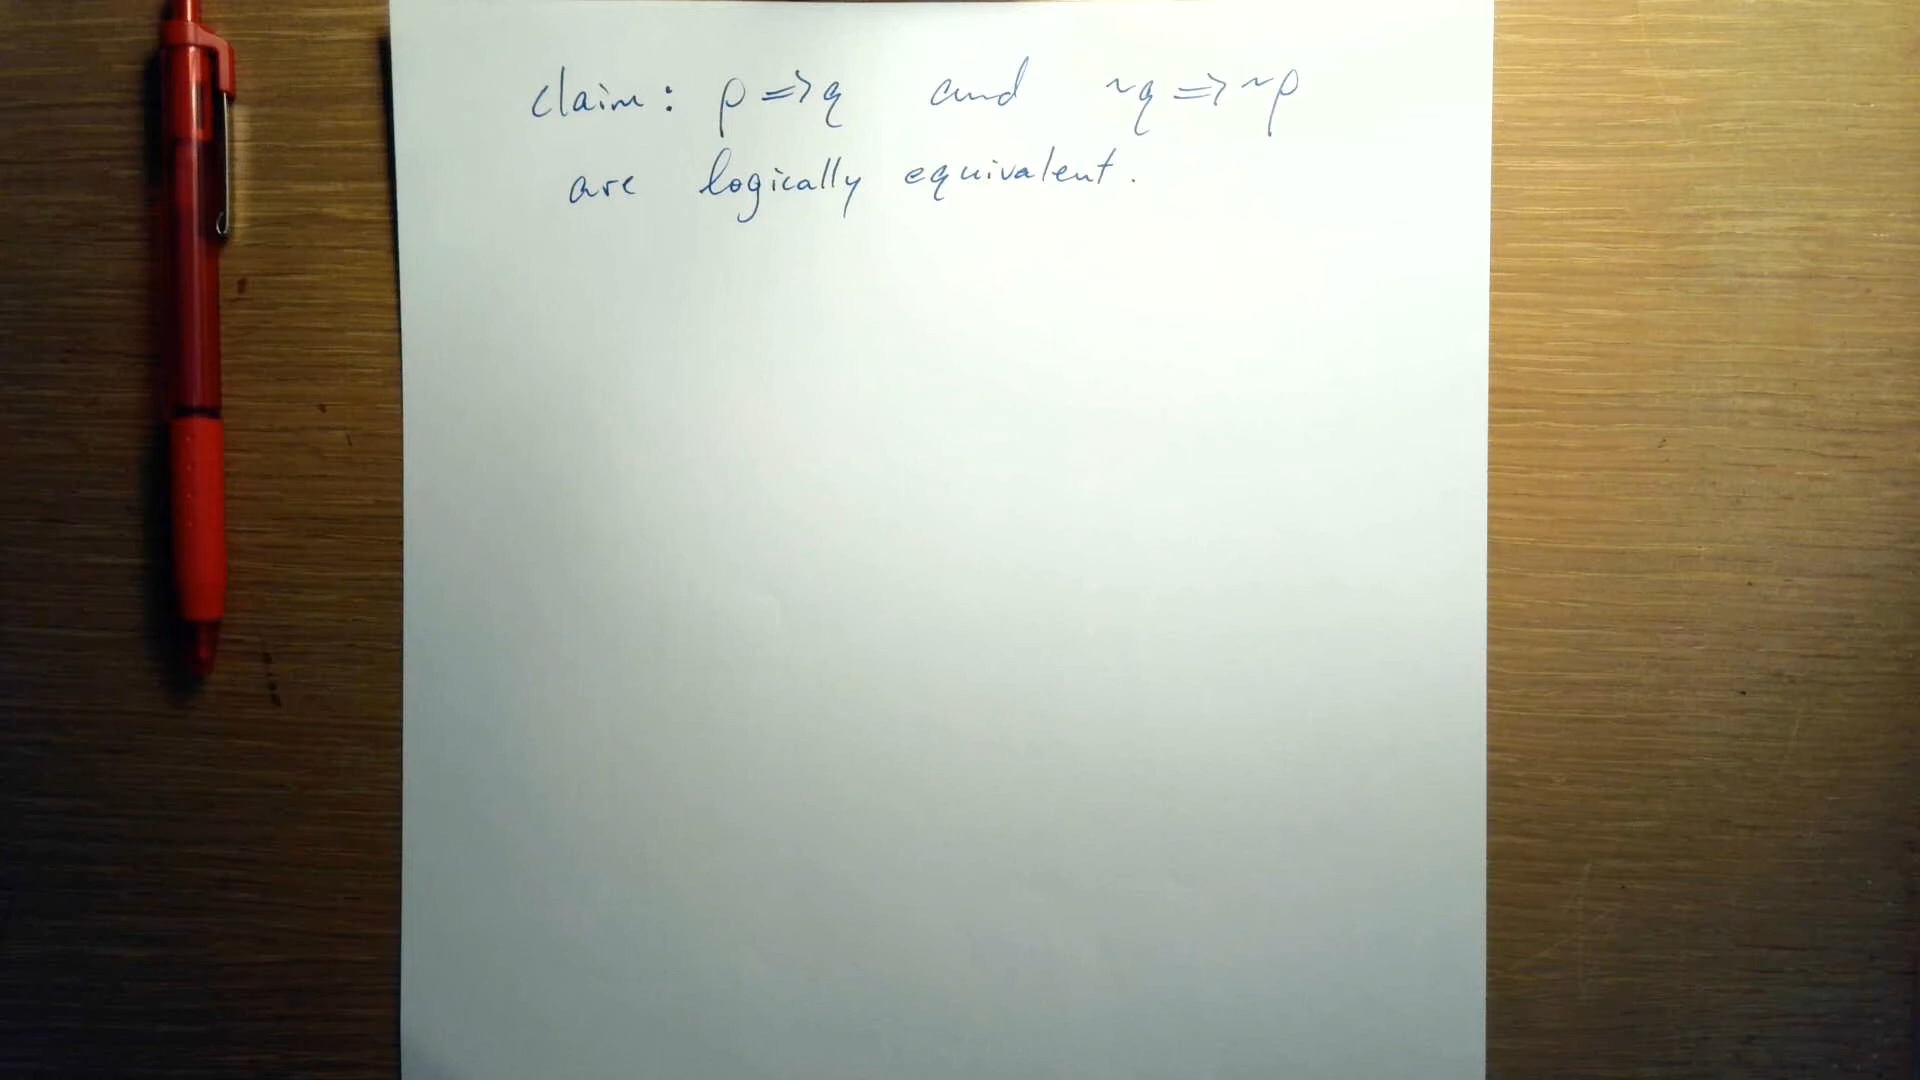 claim: p => q and ~q => ~p
are logically equivalent.